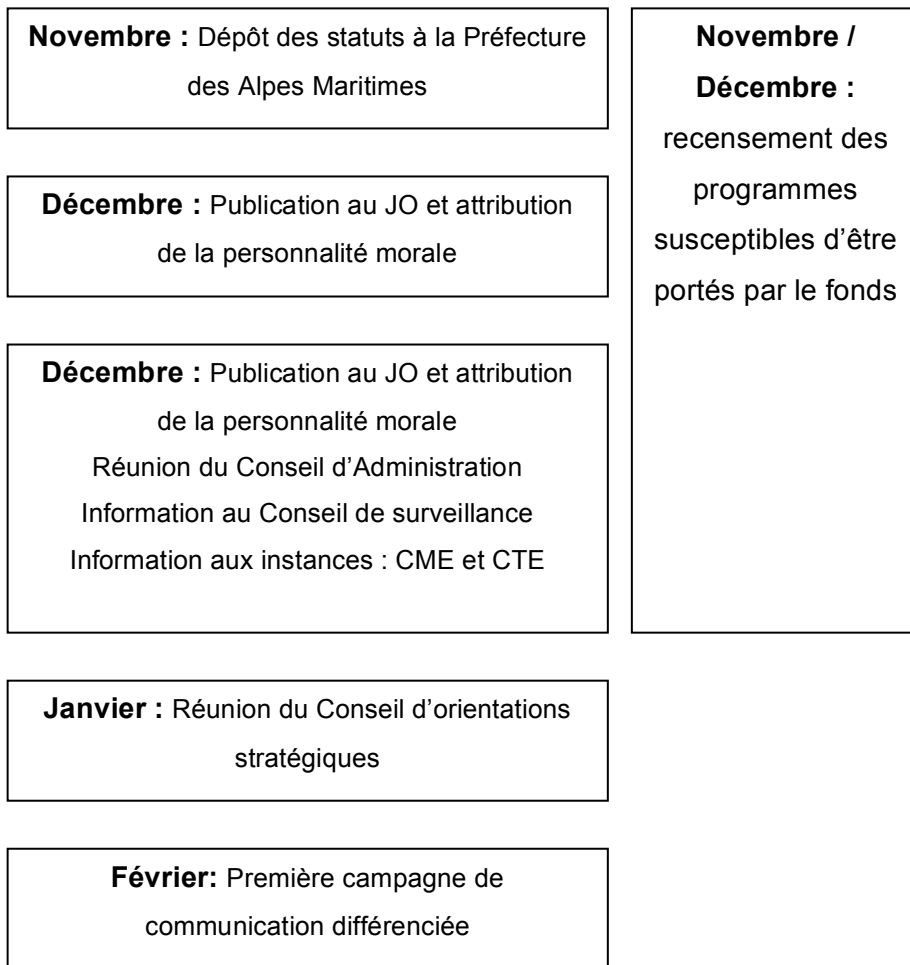 Novembre : Dépôt des statuts à la Préfecture
des Alpes Maritimes
Décembre : Publication au JO et attribution
de la personnalité morale
Décembre : Publication au JO et attribution
de la personnalité morale
Réunion du Conseil d’Administration
Information au Conseil de surveillance
Information aux instances : CME et CTE
Janvier : Réunion du Conseil d’orientations
stratégiques
Février: Première campagne de
communication différenciée
Novembre /
Décembre :
recensement des
programmes
susceptibles d’être
portés par le fonds